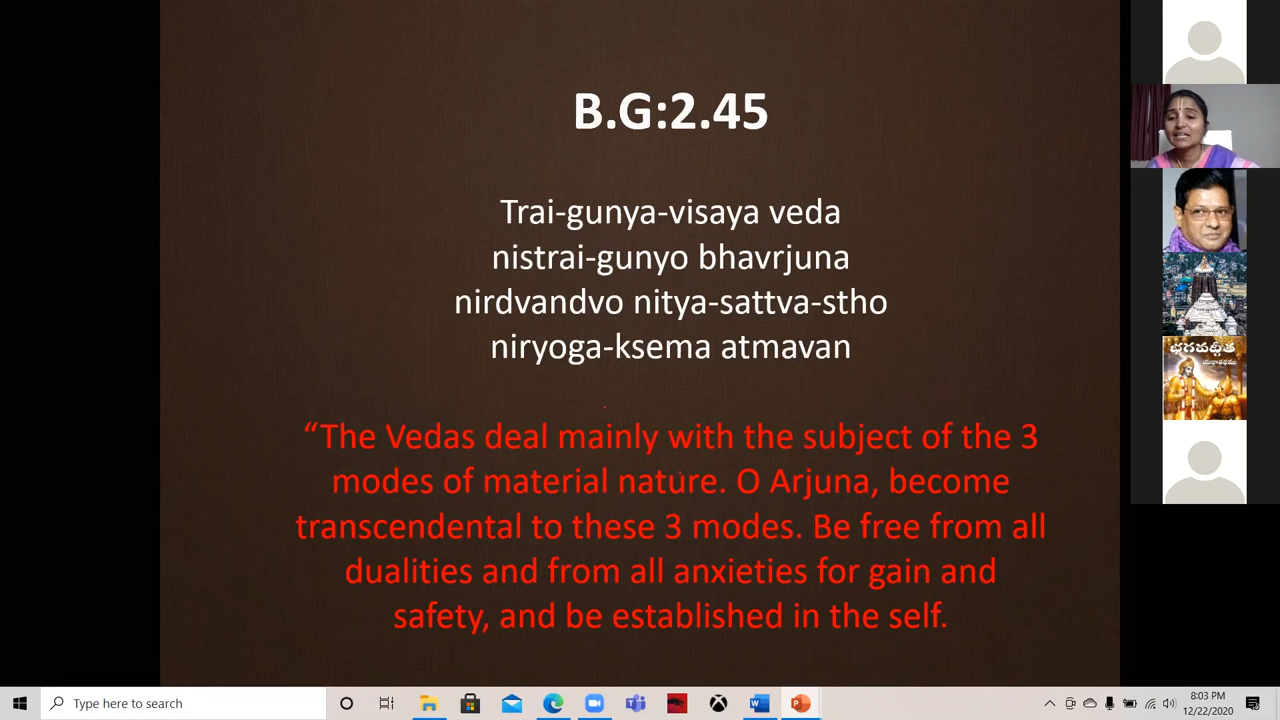 B.G:2.45
Trai-gunya-visaya veda
nistrai-gunyo bhavrjuna
nirdvandvo nitya-sattva-stho
niryoga-ksema atmavan
“The Vedas deal mainly with the subject of the 3
modes of material nature. O Arjuna, become
transcendental to these 3 modes. Be free from all
dualities and from all anxieties for gain and
safety, and be established in the self.
భగవద్గీత
యథాతథము
Type here to search
8:03 PM
12/22/2020